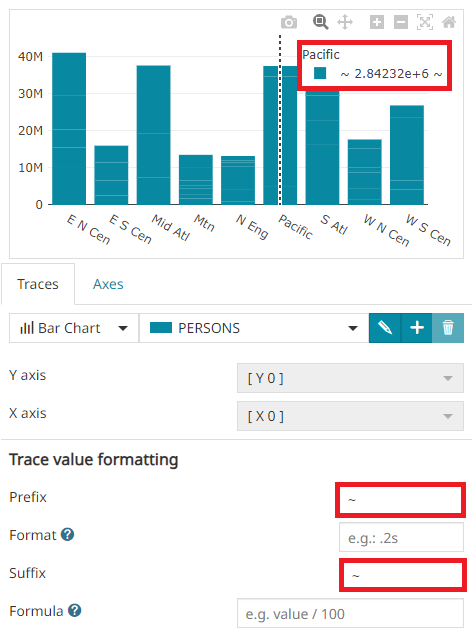 Pacific
~ 2.84232e+6 ~
40M
30M
20M
10M
0
E N Cen
E S Cen
Mid Atl
Mtn
N Eng
Pacific
S Atl
W N Cen
W S Cen
Traces Axes
Bar Chart PERSONS
Y axis [ Y 0 ]
X axis [ X 0 ]
Trace value formatting
Prefix ~
Format ? e.g.: .2s
Suffix ~
Formula ? e.g. value / 100